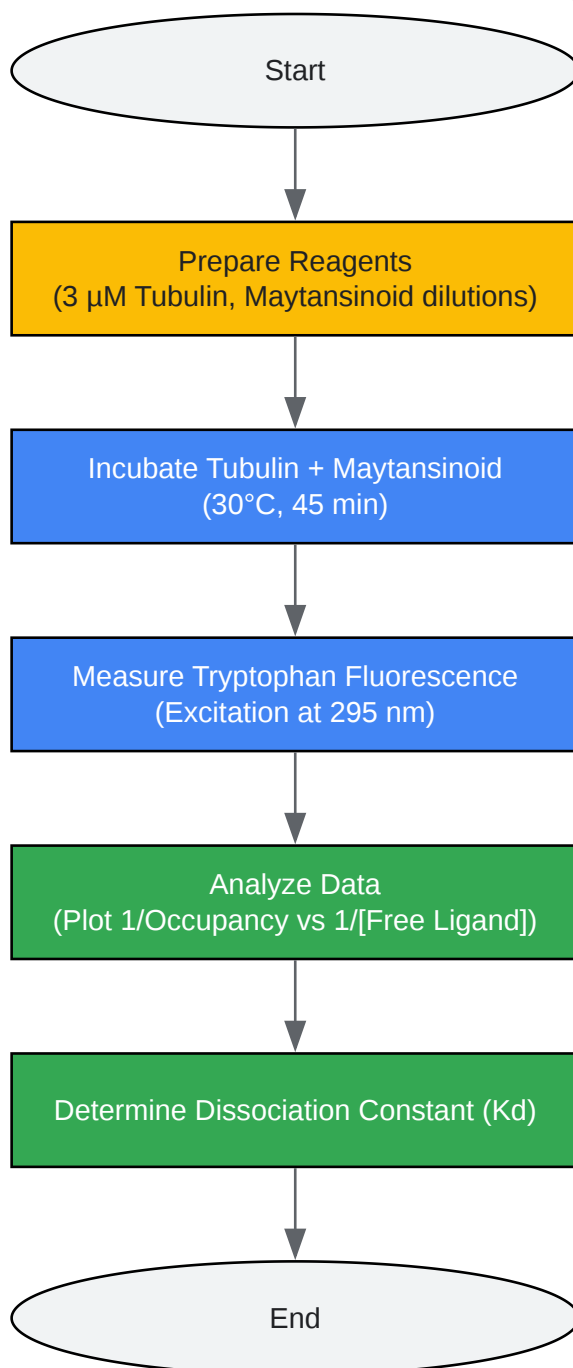 Start
Prepare Reagents
(3 µM Tubulin, Maytansinoid dilutions)
Incubate Tubulin + Maytansinoid
(30°C, 45 min)
Measure Tryptophan Fluorescence
(Excitation at 295 nm)
Analyze Data
(Plot 1/Occupancy vs 1/[Free Ligand])
Determine Dissociation Constant (Kd)
End